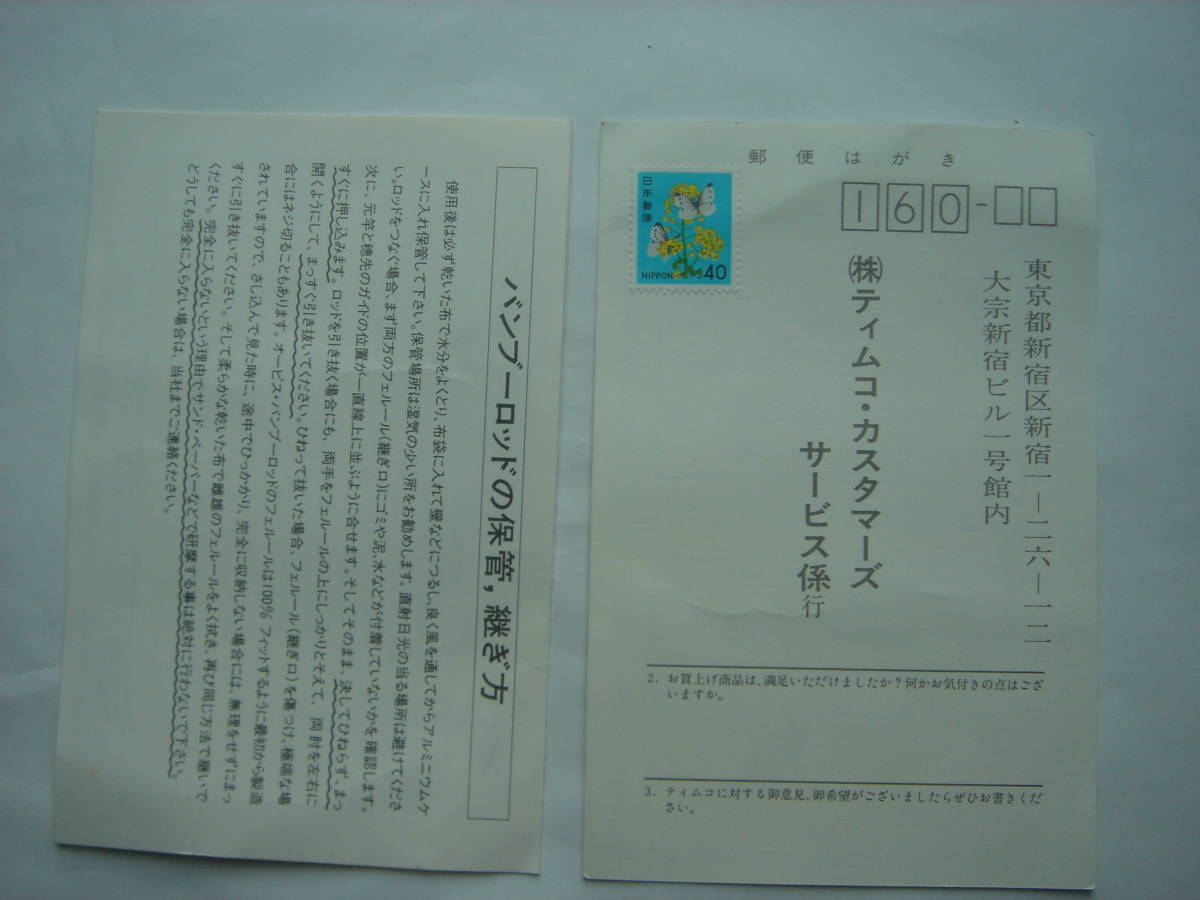 バンブーロッドの保管，継ぎ方
使用後は必ず乾いた布で水分をよくとり、布袋に入れて壁などにつるし、良く風を通してからアルミニウムケ
ースに入れ保管して下さい。保管場所は湿気の少い所をお勧めします。直射日光の当る場所は避けてくださ
い。ロッドをつなぐ場合、まず両方のフェルール(継ぎ口)にゴミや泥、水などが付着していないかを確認します。
次に、元竿と穂先のガイドの位置が一直線上に並ぶように合せます。そしてそのまま、決してひねらず、まっ
すぐに押し込みます。ロッドを引き抜く場合にも、両手をフェルールの上にしっかりとそえて、両肘を左右に
開くようにして、まっすぐ引き抜いてください。ひねって抜いた場合、フェルール(継ぎ口)を傷つけ、極端な場
合にはネジ切ることもあります。オービス・バンブーロッドのフェルールは100％フィットするように最初から製造
されていますので、さし込んで見た時に、途中でひっかかり、完全に収納しない場合には、無理をせずにまっ
すぐに引き抜いてください。そして柔らかな乾いた布で雌雄のフェルールをよく拭き、再び同じ方法で継いで
ください。完全に入らないという理由でサンド・ペーパーなどで研摩する事は絶対に行わないで下さい。
どうしても完全に入らない場合は、当社までご連絡ください。
郵便はがき
日本郵便
NIPPON
40
160-
東京都新宿区新宿一―二六―一二
大宗新宿ビル一号館内
㈱ティムコ・カスタマーズ
サービス係行
2. お買上げ商品は、満足いただけましたか？何かお気付きの点はござ
いますか。
3. ティムコに対する御意見、御希望がございましたらぜひお書きくだ
さい。